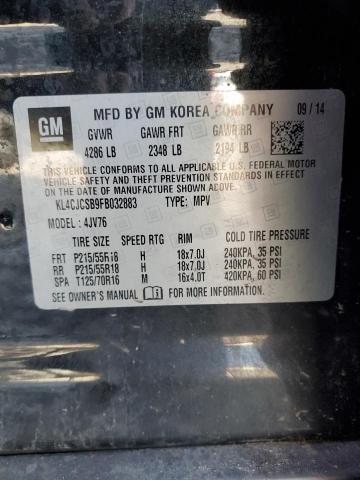 GM
MFD BY GM KOREA COMPANY 09/14
GVWR GAWR FRT GAWR RR
4286 LB 2348 LB 2194 LB
THIS VEHICLE CONFORMS TO ALL APPLICABLE U.S. FEDERAL MOTOR
VEHICLE SAFETY AND THEFT PREVENTION STANDARDS IN EFFECT ON
THE DATE OF MANUFACTURE SHOWN ABOVE.
KL4CJCSB9FB032883 TYPE: MPV
MODEL: 4JV76
TIRE SIZE SPEED RTG RIM COLD TIRE PRESSURE
FRT P215/55R18 H 18x7.0J 240KPA, 35 PSI
RR P215/55R18 H 18x7.0J 240KPA, 35 PSI
SPA T125/70R16 M 16x4.0T 420KPA, 60 PSI
SEE OWNER'S MANUAL FOR MORE INFORMATION.